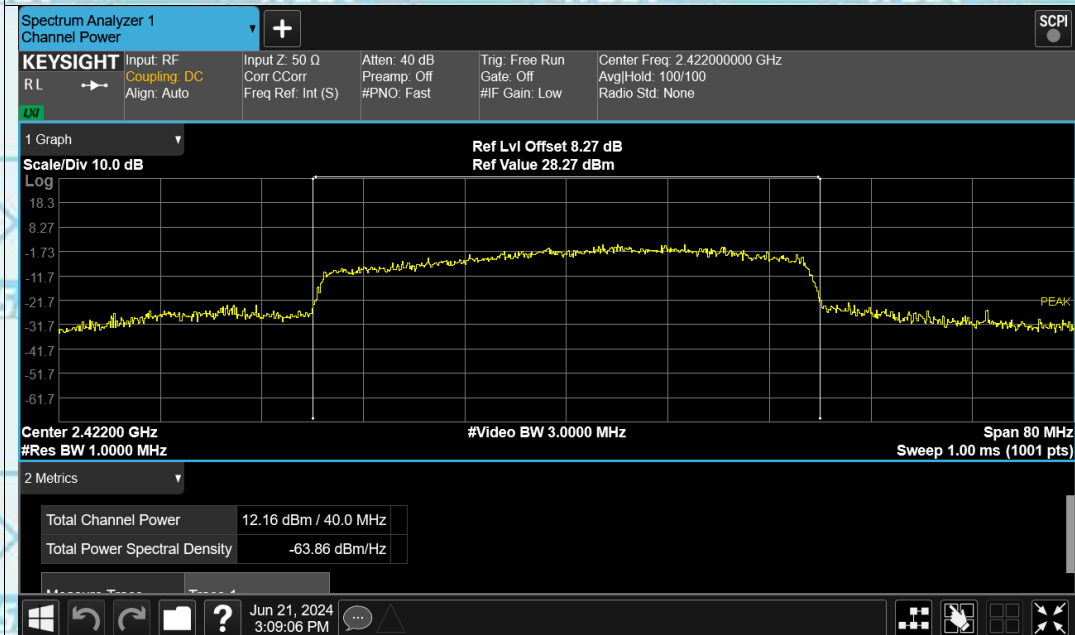 Spectrum Analyzer 1
Channel Power
+
SCPI
KEYSIGHT
RL
LXI
Input: RF
Coupling: DC
Align: Auto
Input Z: 50 Ω
Corr CCorr
Freq Ref: Int (S)
Atten: 40 dB
Preamp: Off
#PNO: Fast
Trig: Free Run
Gate: Off
#IF Gain: Low
Center Freq: 2.422000000 GHz
Avg|Hold: 100/100
Radio Std: None
1 Graph
Scale/Div 10.0 dB
Ref Lvl Offset 8.27 dB
Ref Value 28.27 dBm
Log
18.3
8.27
-1.73
-11.7
-21.7
-31.7
-41.7
-51.7
-61.7
PEAK
Center 2.42200 GHz
#Video BW 3.0000 MHz
Span 80 MHz
#Res BW 1.0000 MHz
Sweep 1.00 ms (1001 pts)
2 Metrics
Total Channel Power 12.16 dBm / 40.0 MHz
Total Power Spectral Density -63.86 dBm/Hz
Measure Trace Trace 1
?
Jun 21, 2024
3:09:06 PM